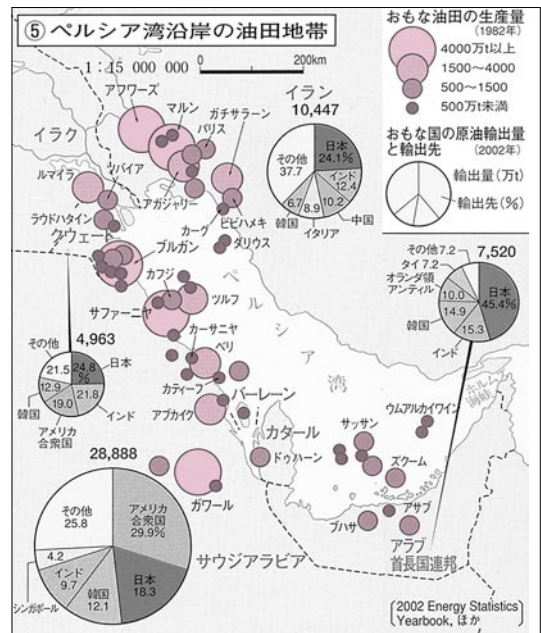 ⑤ペルシア湾沿岸の油田地帯
1:15 000 000
0
200km
おもな油田の生産量
(1982年)
4000万t以上
1500〜4000
500〜1500
500万t未満
おもな国の原油輸出量
と輸出先
(2002年)
輸出量(万t)
輸出先(%)
アフワーズ
マルン
ガチサラーン
パリス
イラク
イラン
10,447
日本
24.1%
インド
12.4
10.2
中国
8.9
イタリア
6.7
韓国
その他
37.7
ルマイラ
ズバイア
アガジャリー
ラウドハタイン
クウェート
カーグ
ビビハメキ
ダリウス
ブルガン
カフジ
サファーニヤ
ツルフ
ペルシア湾
7,520
日本
45.4%
15.3
インド
14.9
韓国
10.0
オランダ領
アンティル
タイ 7.2
その他7.2
4,963
24.8
%
日本
21.8
インド
19.0
アメリカ
合衆国
12.9
韓国
21.5
その他
カーサニヤ
ベリ
カティーフ
アブカイク
バーレーン
カタール
ドゥハーン
ホルムズ
海峡
ウムアルカイワイン
サッサン
ズクーム
アサブ
ブハサ
アラブ
首長国連邦
ガワール
サウジアラビア
28,888
アメリカ
合衆国
29.9%
日本
18.3
韓国
12.1
インド
9.7
4.2
シンガポール
その他
25.8
2002 Energy Statistics
Yearbook, ほか